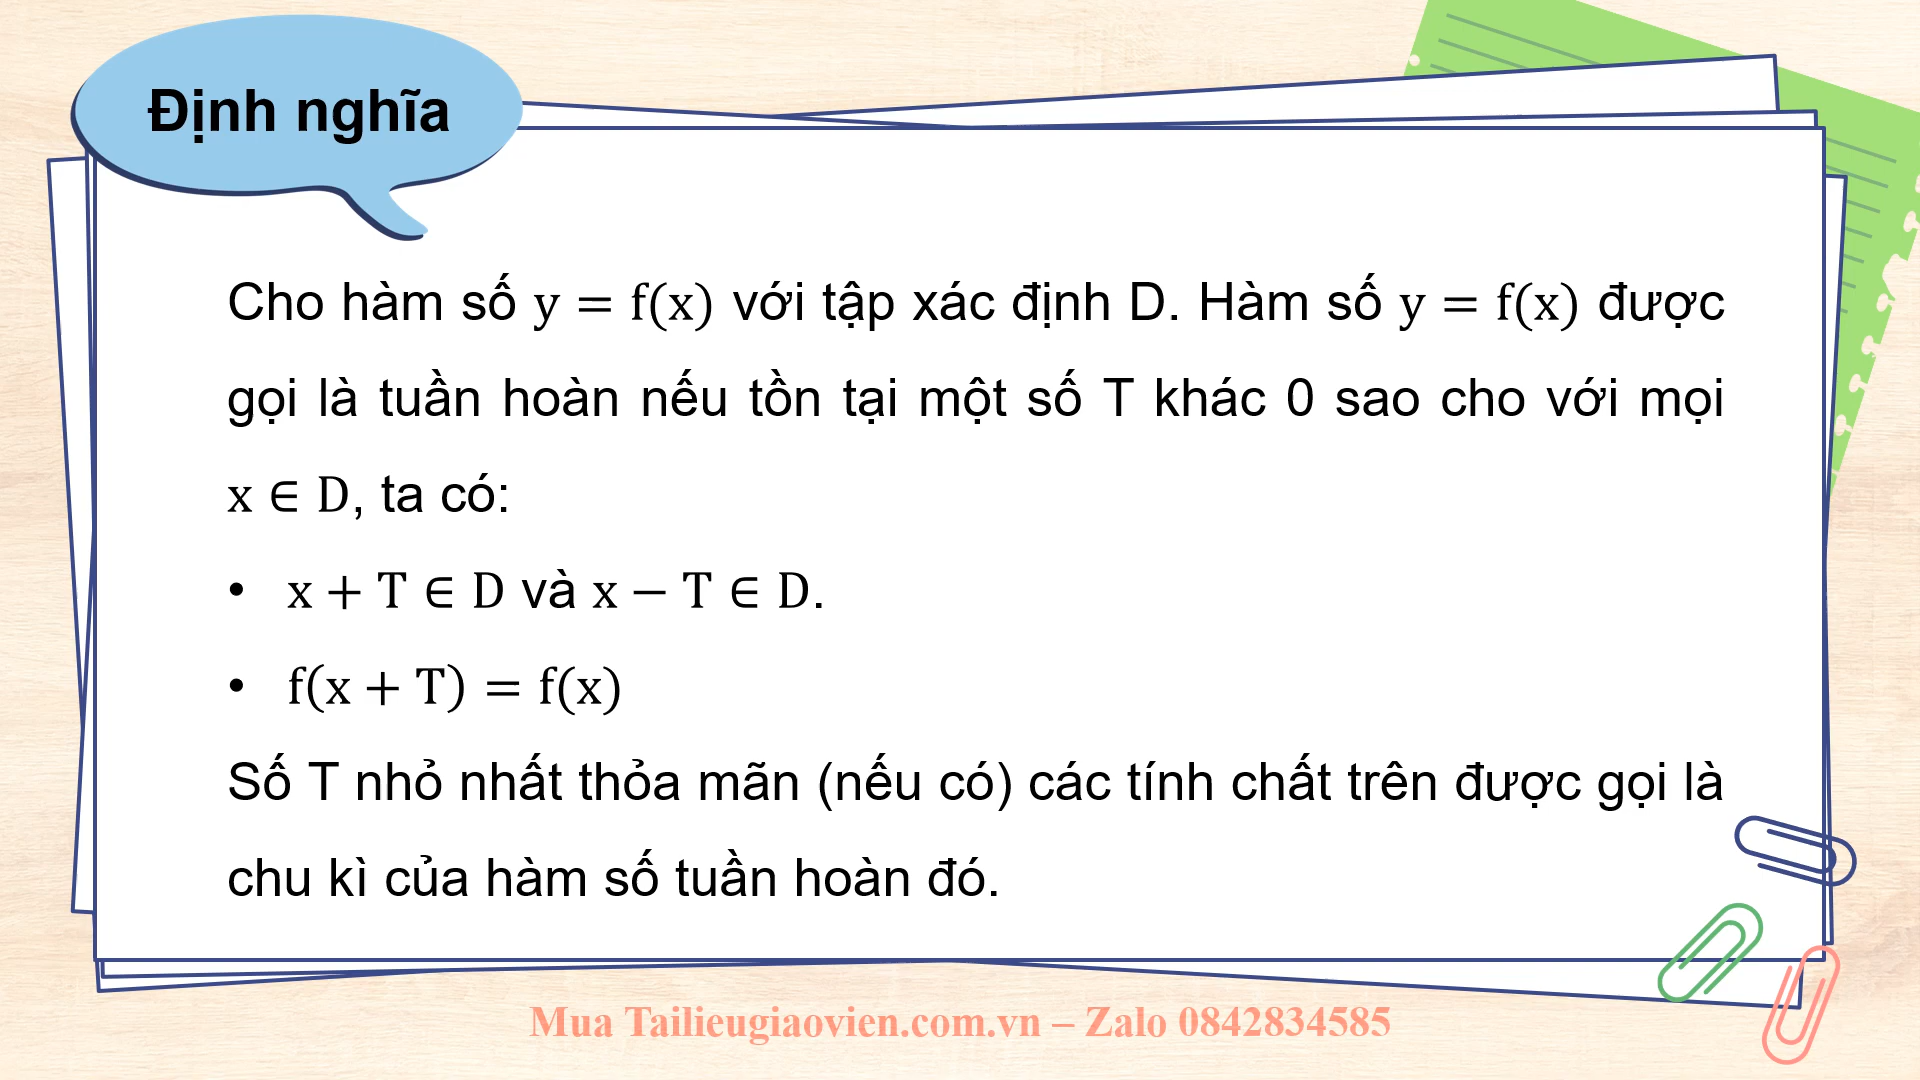 Định nghĩa
Cho hàm số y = f(x) với tập xác định D. Hàm số y = f(x) được
gọi là tuần hoàn nếu tồn tại một số T khác 0 sao cho với mọi
x ∈ D, ta có:
• x + T ∈ D và x − T ∈ D.
• f(x + T) = f(x)
Số T nhỏ nhất thỏa mãn (nếu có) các tính chất trên được gọi là
chu kì của hàm số tuần hoàn đó.
Mua Tailieugiaovien.com.vn – Zalo 0842834585